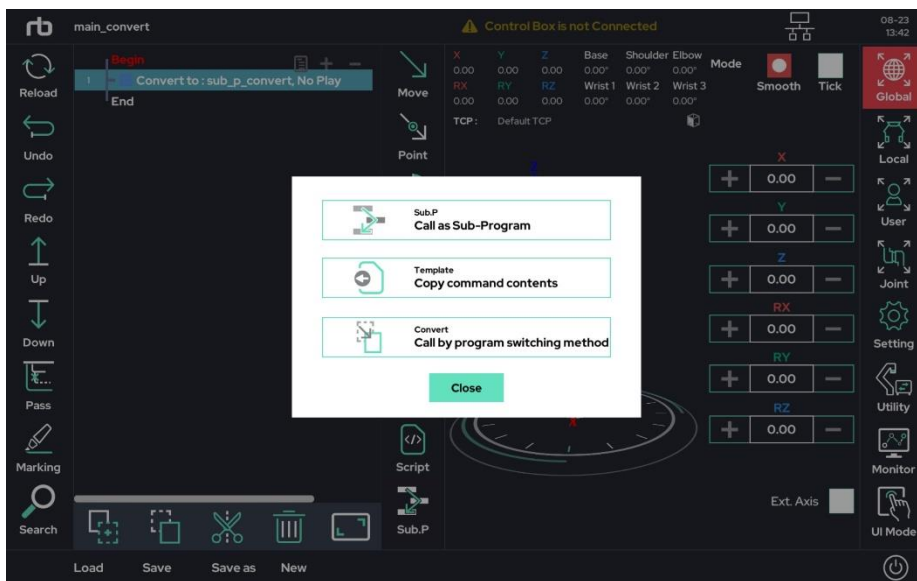 rb
main_convert
Control Box is not Connected
08-23
13:42
Reload
Undo
Redo
Up
Down
Pass
Marking
Search
Begin
1 Convert to : sub_p_convert, No Play
End
Move
Point
Script
Sub.P
X Y Z Base Shoulder Elbow
0.00 0.00 0.00 0.00° 0.00° 0.00°
RX RY RZ Wrist 1 Wrist 2 Wrist 3
0.00 0.00 0.00 0.00° 0.00° 0.00°
TCP : Default TCP
Mode
Smooth
Tick
Sub.P
Call as Sub-Program
Template
Copy command contents
Convert
Call by program switching method
Close
X
0.00
Y
0.00
Z
0.00
RX
0.00
RY
0.00
RZ
0.00
Ext. Axis
Global
Local
User
Joint
Setting
Utility
Monitor
UI Mode
Load Save Save as New